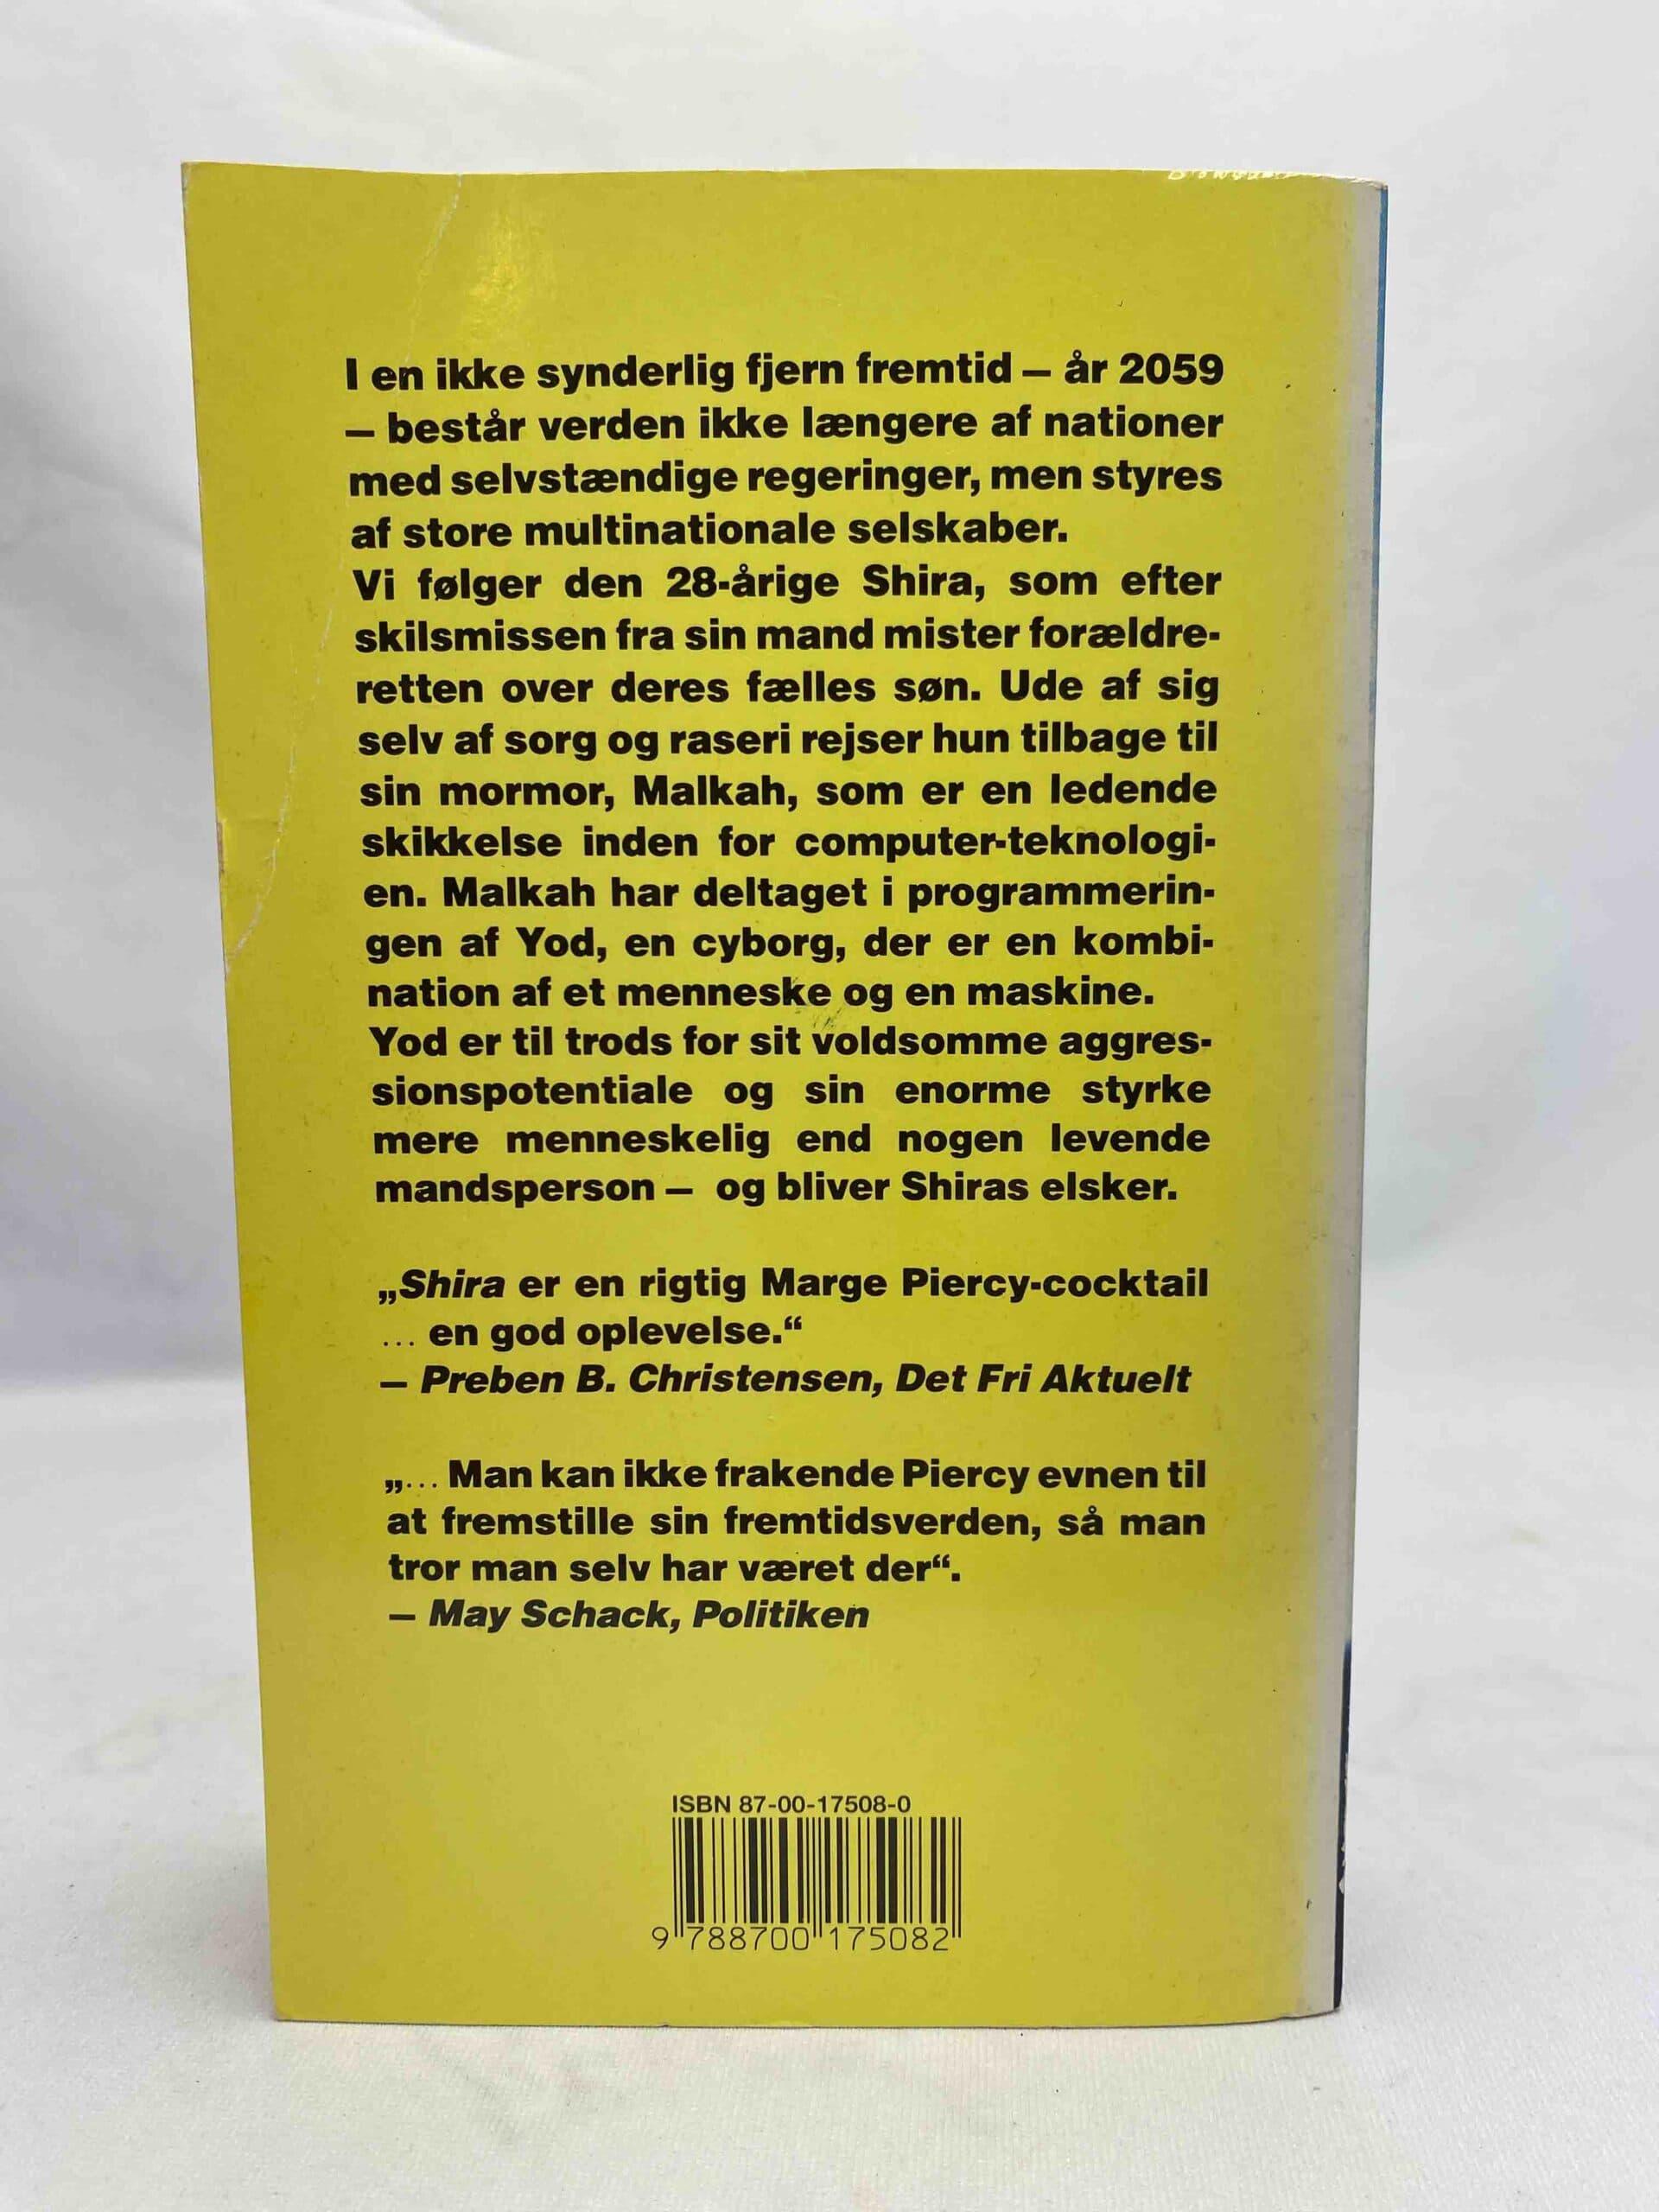 I en ikke synderlig fjern fremtid – år 2059
– består verden ikke længere af nationer
med selvstændige regeringer, men styres
af store multinationale selskaber.
Vi følger den 28-årige Shira, som efter
skilsmissen fra sin mand mister forældre-
retten over deres fælles søn. Ude af sig
selv af sorg og raseri rejser hun tilbage til
sin mormor, Malkah, som er en ledende
skikkelse inden for computer-teknologi-
en. Malkah har deltaget i programmerin-
gen af Yod, en cyborg, der er en kombi-
nation af et menneske og en maskine.
Yod er til trods for sit voldsomme aggres-
sionspotentiale og sin enorme styrke
mere menneskelig end nogen levende
mandsperson – og bliver Shiras elsker.
„Shira er en rigtig Marge Piercy-cocktail
... en god oplevelse.“
– Preben B. Christensen, Det Fri Aktuelt
„... Man kan ikke frakende Piercy evnen til
at fremstille sin fremtidsverden, så man
tror man selv har været der“.
– May Schack, Politiken
ISBN 87-00-17508-0
9 788700 175082